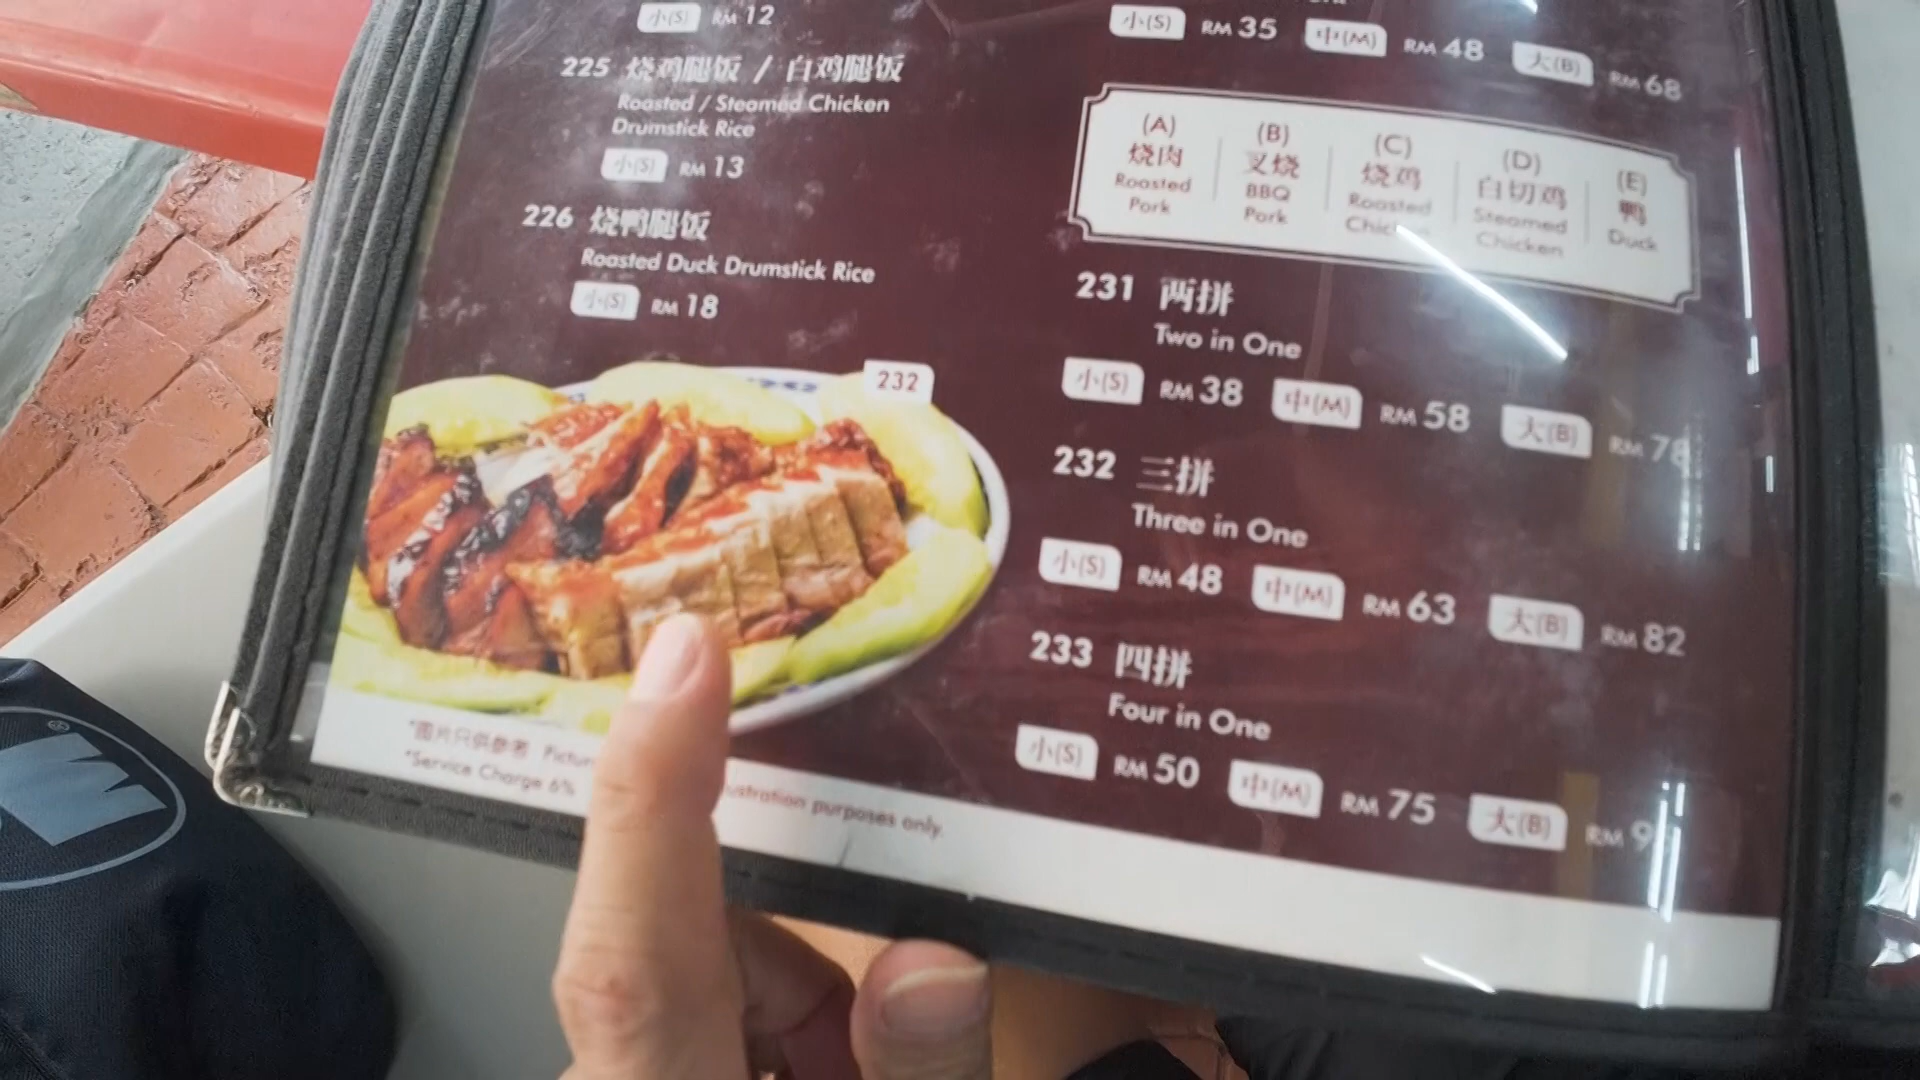 小(S) RM 12
225 烧鸡腿饭 / 白鸡腿饭
Roasted / Steamed Chicken
Drumstick Rice
小(S) RM 13
226 烧鸭腿饭
Roasted Duck Drumstick Rice
小(S) RM 18
232
*图片只供参考 Pictur
ustration purposes only.
*Service Charge 6%
小(S) RM 35 中(M) RM 48 大(B) RM 68
(A) 烧肉 Roasted Pork
(B) 叉烧 BBQ Pork
(C) 烧鸡 Roasted Chicken
(D) 白切鸡 Steamed Chicken
(E) 鸭 Duck
231 两拼
Two in One
小(S) RM 38 中(M) RM 58 大(B) RM 78
232 三拼
Three in One
小(S) RM 48 中(M) RM 63 大(B) RM 82
233 四拼
Four in One
小(S) RM 50 中(M) RM 75 大(B) RM